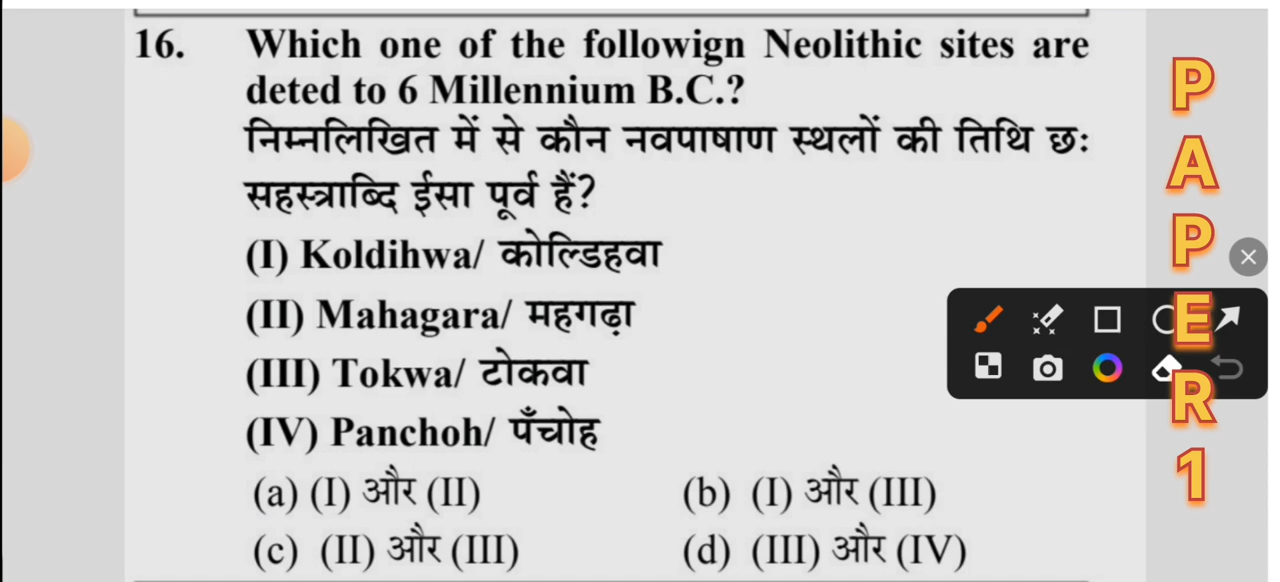 16. Which one of the followign Neolithic sites are
deted to 6 Millennium B.C.?
निम्नलिखित में से कौन नवपाषाण स्थलों की तिथि छः
सहस्त्राब्दि ईसा पूर्व हैं?
(I) Koldihwa/ कोल्डिहवा
(II) Mahagara/ महगढ़ा
(III) Tokwa/ टोकवा
(IV) Panchoh/ पँचोह
(a) (I) और (II) (b) (I) और (III)
(c) (II) और (III) (d) (III) और (IV)
PAPER1